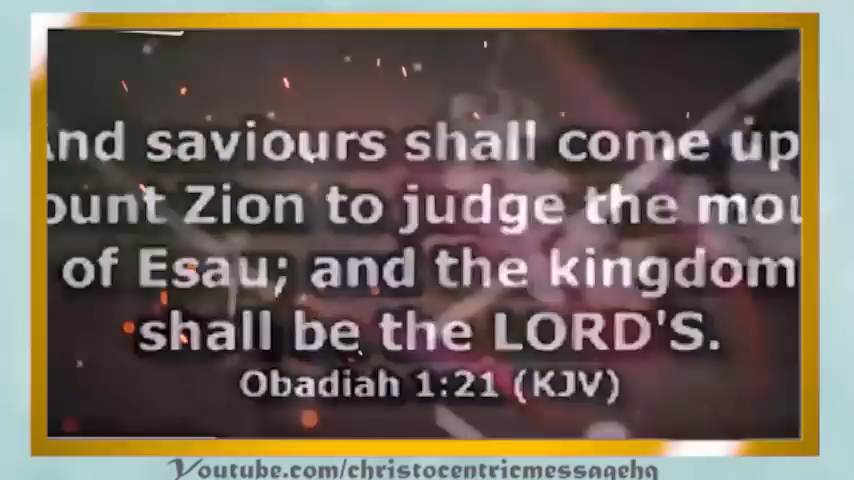 nd saviours shall come up
ount Zion to judge the mou
of Esau; and the kingdom
shall be the LORD'S.
Obadiah 1:21 (KJV)
Youtube.com/christocentricmessagehq